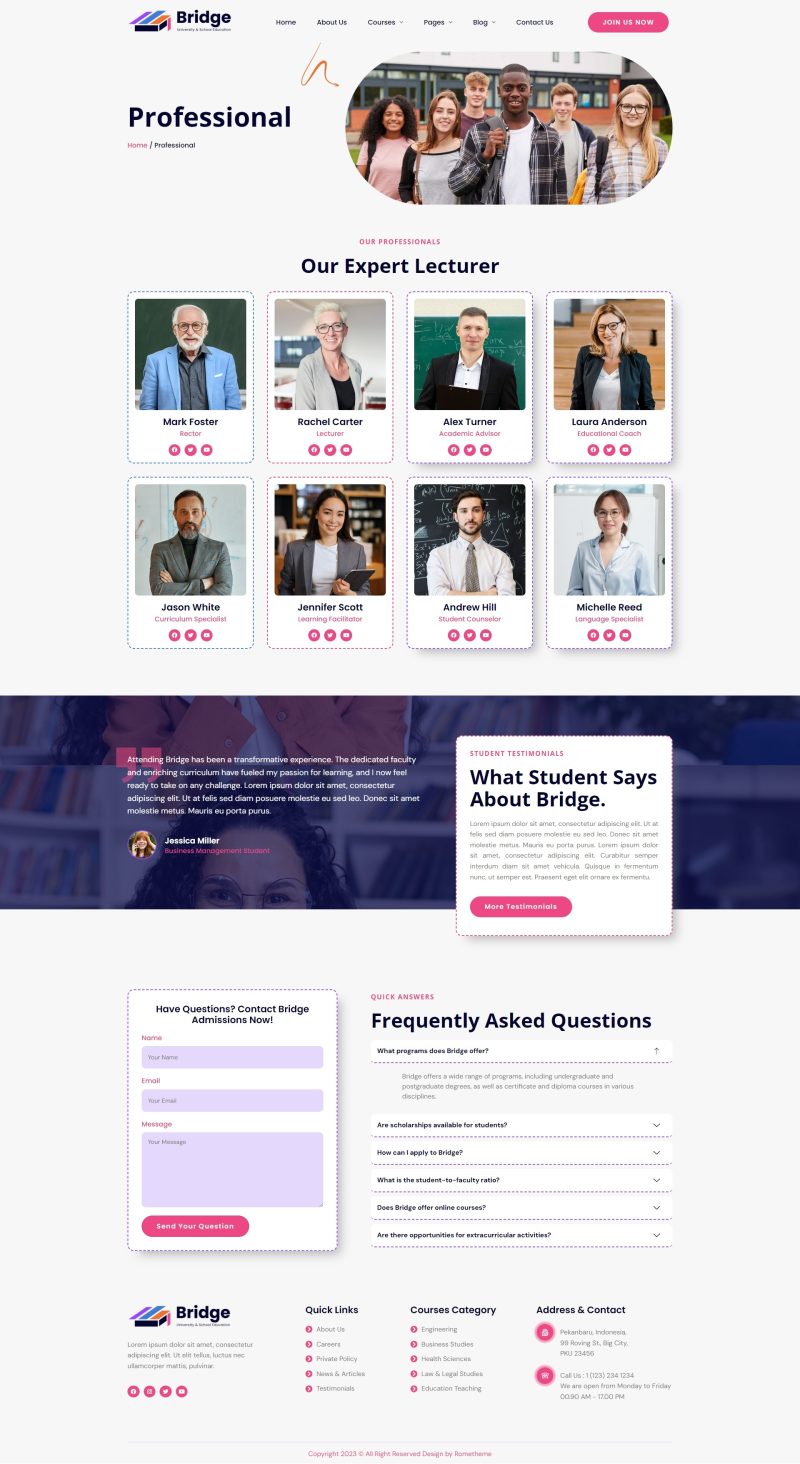 Bridge
University & School Education
Home
About Us
Courses
Pages
Blog
Contact Us
JOIN US NOW
Professional
Home / Professional
OUR PROFESSIONALS
Our Expert Lecturer
Mark Foster
Rector
Rachel Carter
Lecturer
Alex Turner
Academic Advisor
Laura Anderson
Educational Coach
Jason White
Curriculum Specialist
Jennifer Scott
Learning Facilitator
Andrew Hill
Student Counselor
Michelle Reed
Language Specialist
Attending Bridge has been a transformative experience. The dedicated faculty
and enriching curriculum have fueled my passion for learning, and I now feel
ready to take on any challenge. Lorem ipsum dolor sit amet, consectetur
adipiscing elit. Ut at felis sed diam posuere molestie eu sed leo. Donec sit amet
molestie metus. Mauris eu porta purus.
Jessica Miller
Business Management Student
STUDENT TESTIMONIALS
What Student Says
About Bridge.
Lorem ipsum dolor sit amet, consectetur adipiscing elit. Ut at
felis sed diam posuere molestie eu sed leo. Donec sit amet
molestie metus. Mauris eu porta purus. Lorem ipsum dolor
sit amet, consectetur adipiscing elit. Curabitur semper
interdum diam sit amet vehicula. Quisque in fermentum
nunc, ut semper est. Praesent eget elit ornare ex fermentu.
More Testimonials
Have Questions? Contact Bridge
Admissions Now!
Name
Your Name
Email
Your Email
Message
Your Message
Send Your Question
QUICK ANSWERS
Frequently Asked Questions
What programs does Bridge offer?
Bridge offers a wide range of programs, including undergraduate and
postgraduate degrees, as well as certificate and diploma courses in various
disciplines.
Are scholarships available for students?
How can I apply to Bridge?
What is the student-to-faculty ratio?
Does Bridge offer online courses?
Are there opportunities for extracurricular activities?
Bridge
University & School Education
Lorem ipsum dolor sit amet, consectetur
adipiscing elit. Ut elit tellus, luctus nec
ullamcorper mattis, pulvinar.
Quick Links
About Us
Careers
Private Policy
News & Articles
Testimonials
Courses Category
Engineering
Business Studies
Health Sciences
Law & Legal Studies
Education Teaching
Address & Contact
Pekanbaru, Indonesia,
99 Roving St, Big City,
PKU 23456
Call Us : 1 (123) 234 1234
We are open from Monday to Friday
00.90 AM - 17.00 PM
Copyright 2023 © All Right Reserved Design by Rometheme